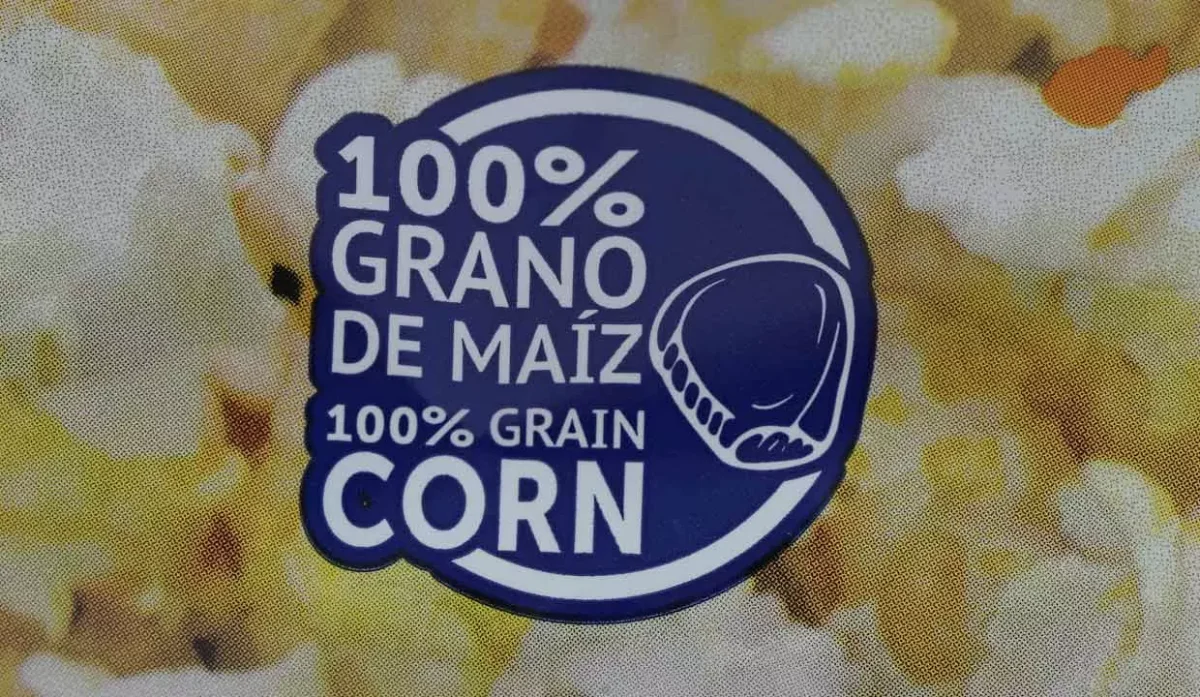 100%
GRANO
DE MAÍZ
100% GRAIN
CORN